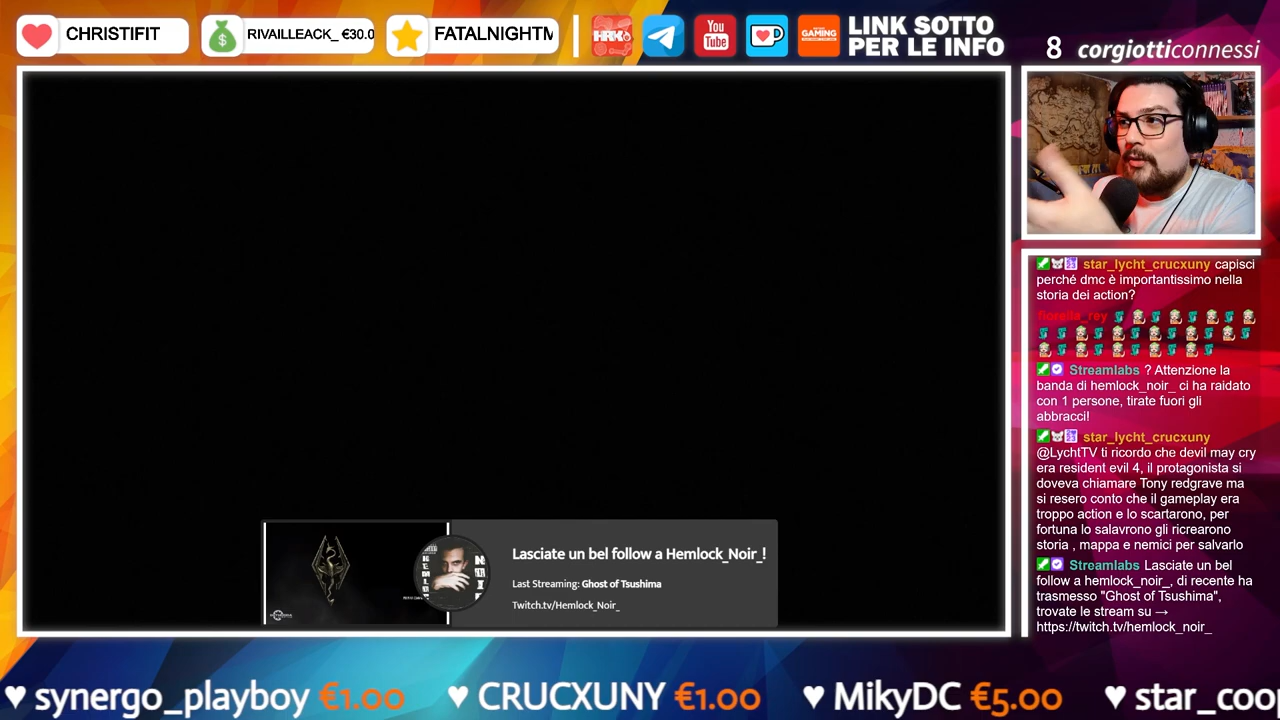 CHRISTIFIT
RIVAILLEACK_ €30.0
FATALNIGHTM
HRK
You
Tube
GAMING
LINK SOTTO
PER LE INFO
8 corgiotticonnessi
star_lycht_crucxuny capisci
perché dmc è importantissimo nella
storia dei action?
fiorella_rey
Streamlabs ? Attenzione la
banda di hemlock_noir_ ci ha raidato
con 1 persone, tirate fuori gli
abbracci!
star_lycht_crucxuny
@LychtTV ti ricordo che devil may cry
era resident evil 4, il protagonista si
doveva chiamare Tony redgrave ma
si resero conto che il gameplay era
troppo action e lo scartarono, per
fortuna lo salavrono gli ricrearono
storia , mappa e nemici per salvarlo
Streamlabs Lasciate un bel
follow a hemlock_noir_, di recente ha
trasmesso "Ghost of Tsushima",
trovate le stream su →
https://twitch.tv/hemlock_noir_
Lasciate un bel follow a Hemlock_Noir_!
Last Streaming: Ghost of Tsushima
Twitch.tv/Hemlock_Noir_
♥ synergo_playboy €1.00 ♥ CRUCXUNY €1.00 ♥ MikyDC €5.00 ♥ star_coop